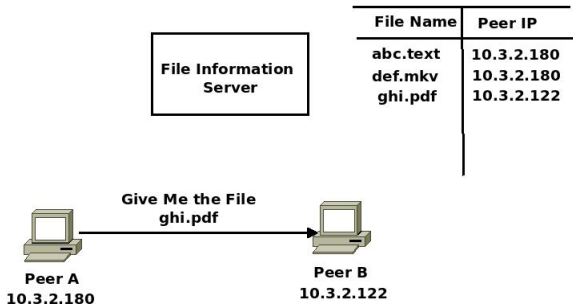 File Name Peer IP
abc.text 10.3.2.180
def.mkv 10.3.2.180
ghi.pdf 10.3.2.122
File Information
Server
Give Me the File
ghi.pdf
Peer A
10.3.2.180
Peer B
10.3.2.122